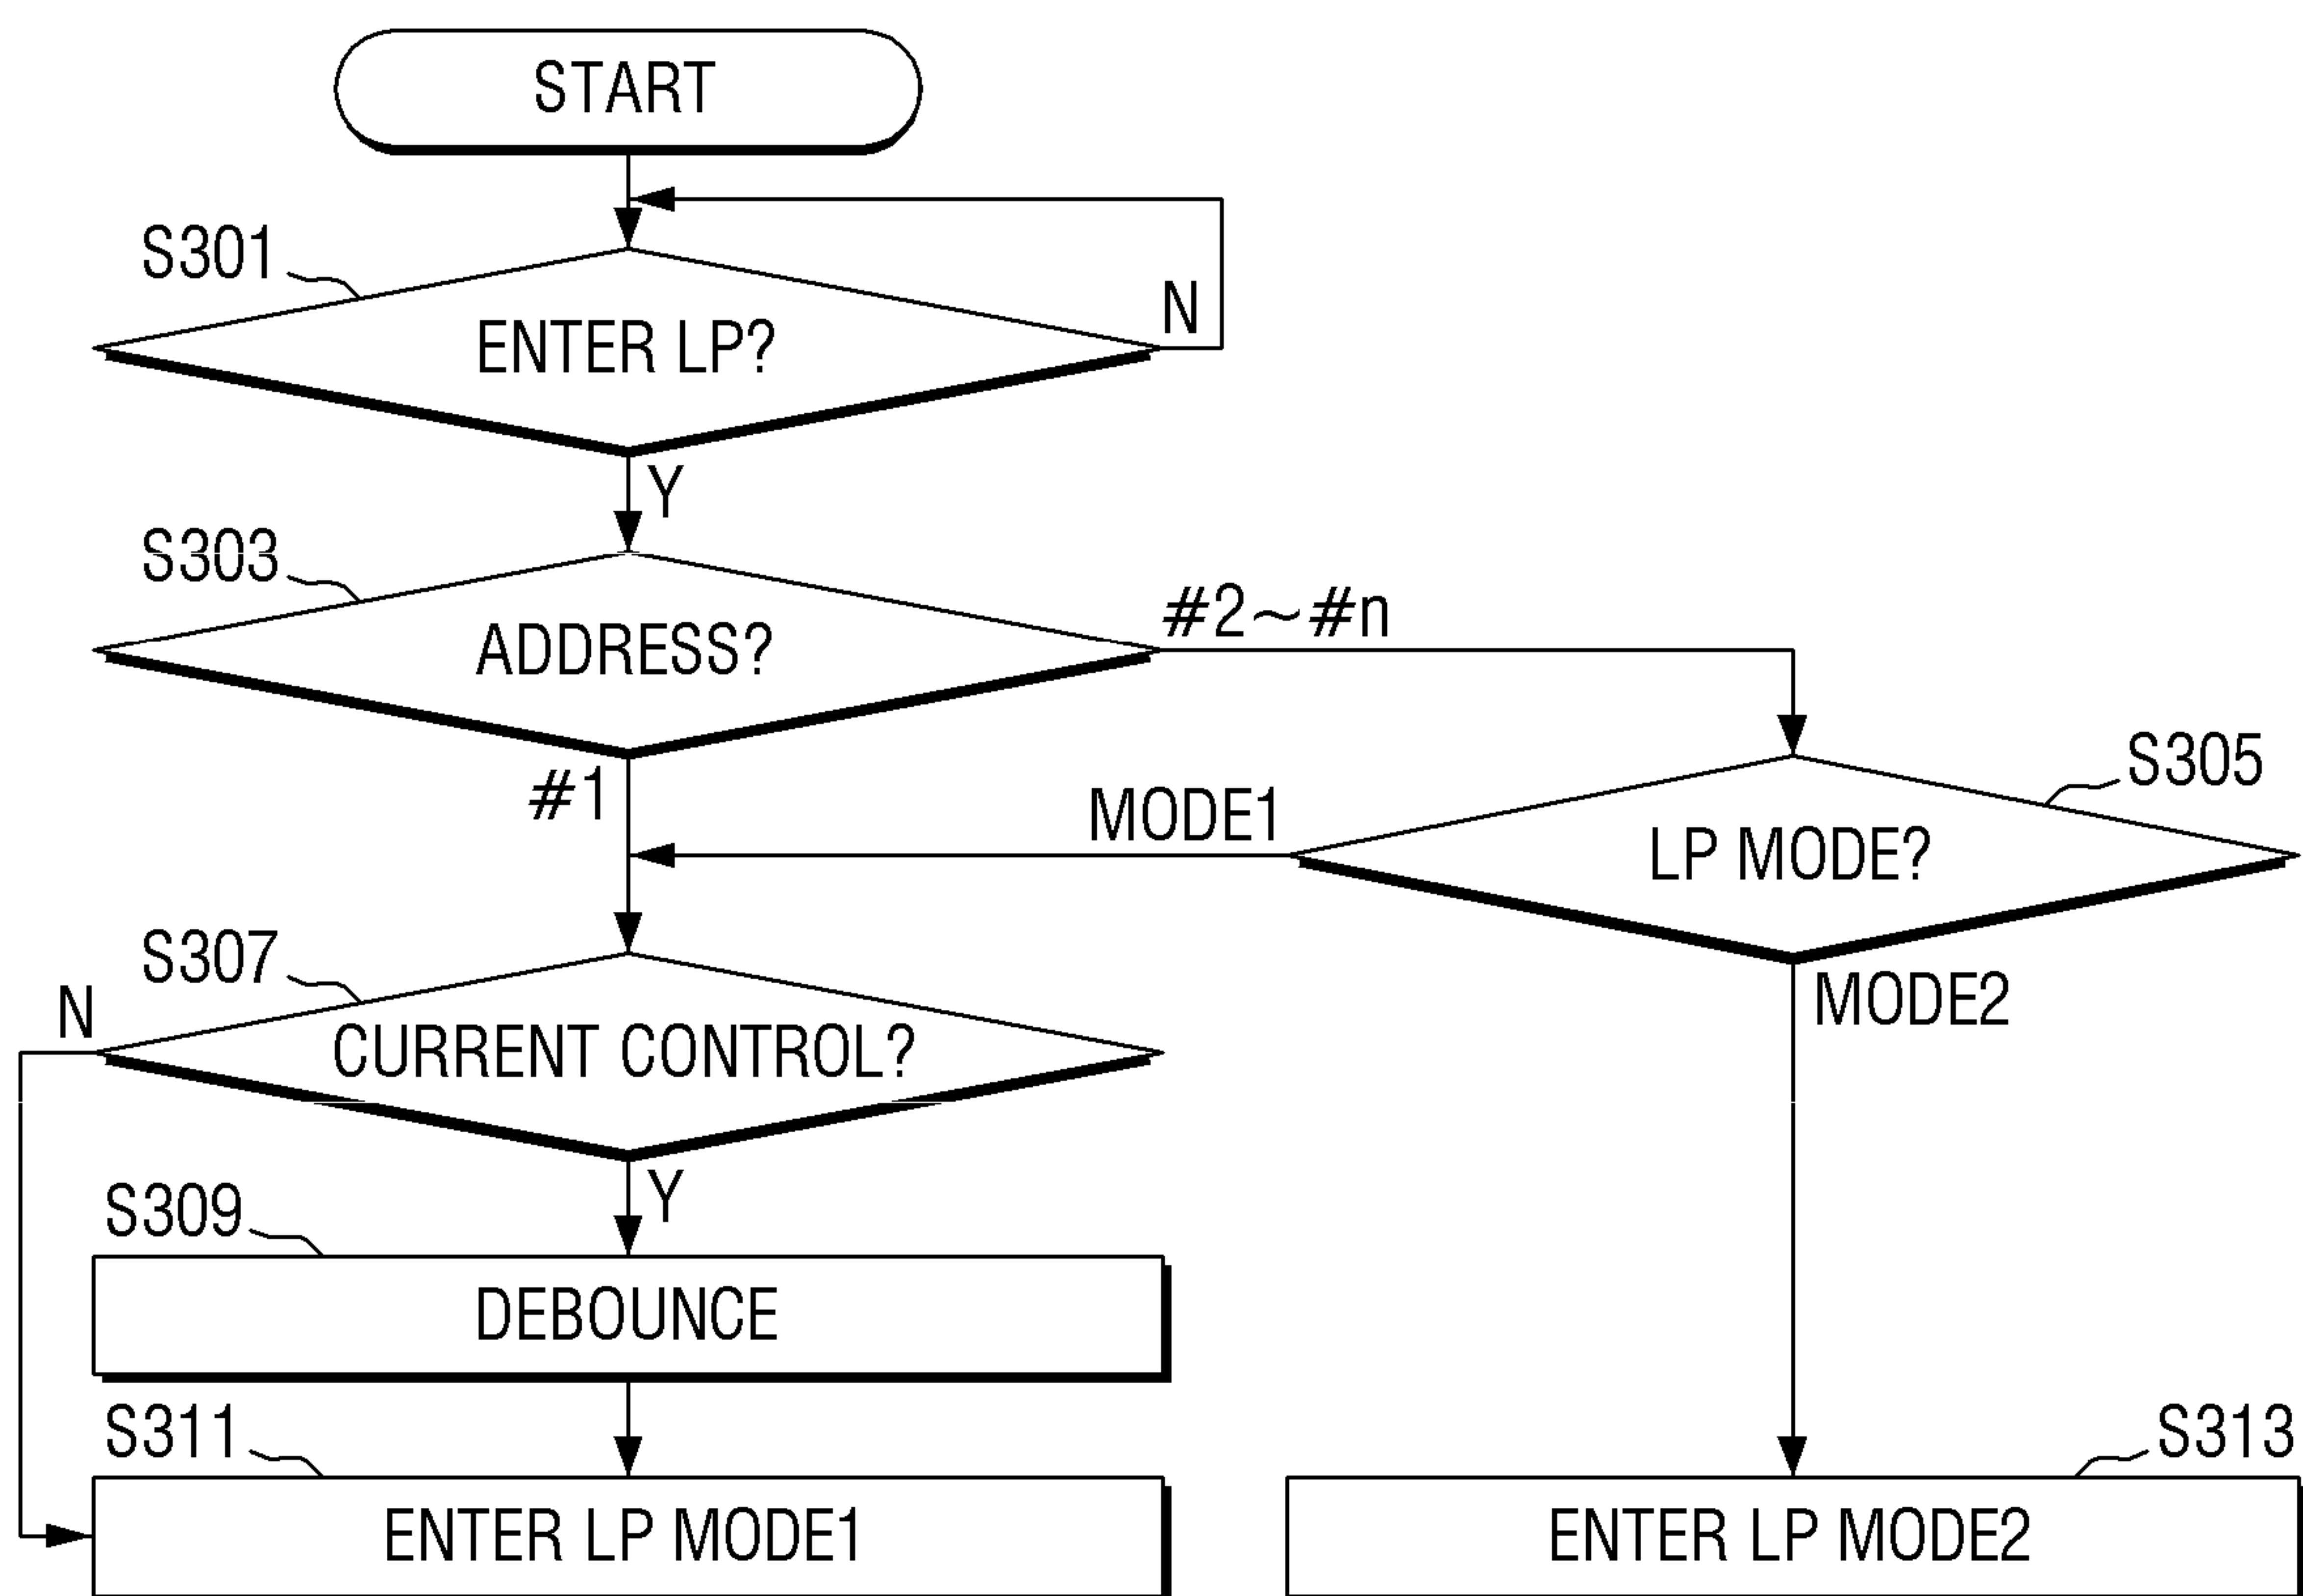 START
S301
N
ENTER LP?
Y
S303
#2~#n
ADDRESS?
#1
S305
MODE1
LP MODE?
S307
N
MODE2
CURRENT CONTROL?
Y
S309
DEBOUNCE
S311
S313
ENTER LP MODE1
ENTER LP MODE2